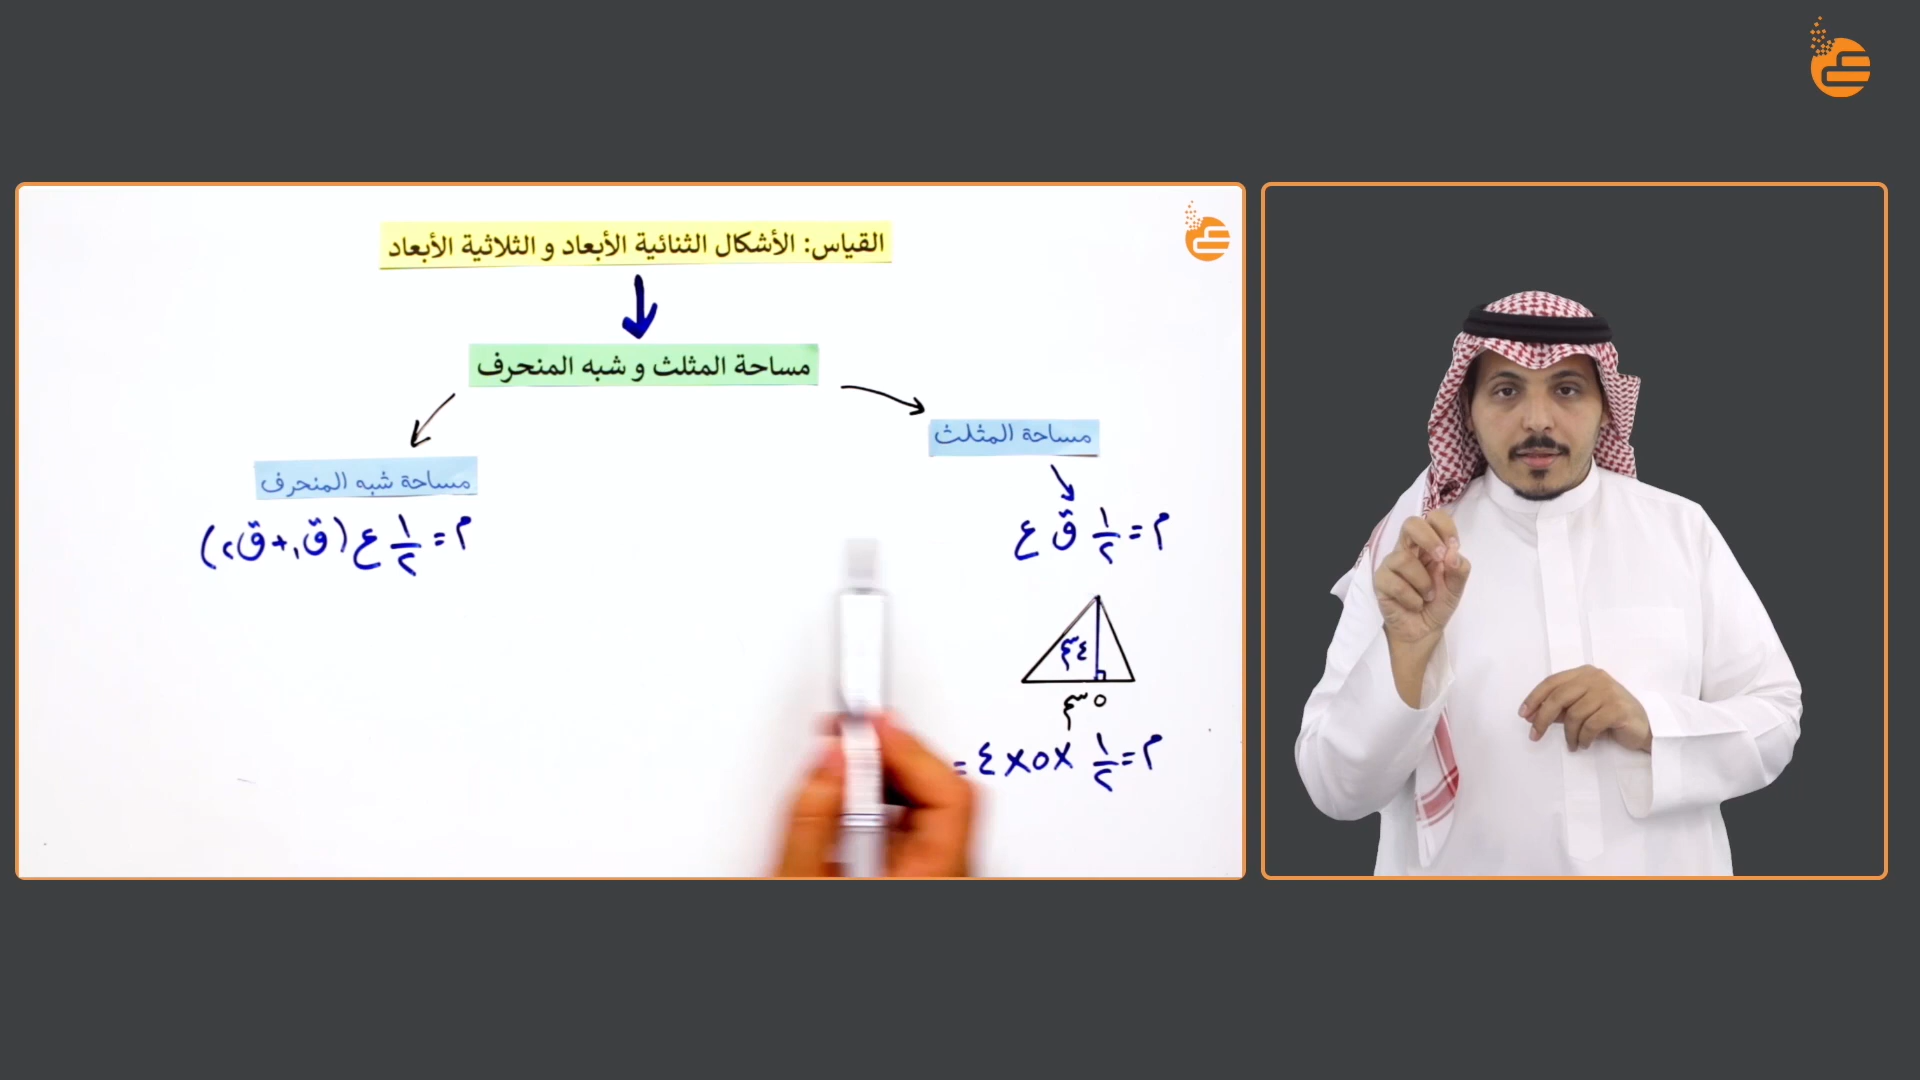 القياس: الأشكال الثنائية الأبعاد و الثلاثية الأبعاد
مساحة المثلث و شبه المنحرف
مساحة المثلث
م = ١/٢ ق ع
٤ سم
٥ سم
م = ١/٢ × ٥ × ٤ =
مساحة شبه المنحرف
م = ١/٢ ع (ق١ + ق٢)